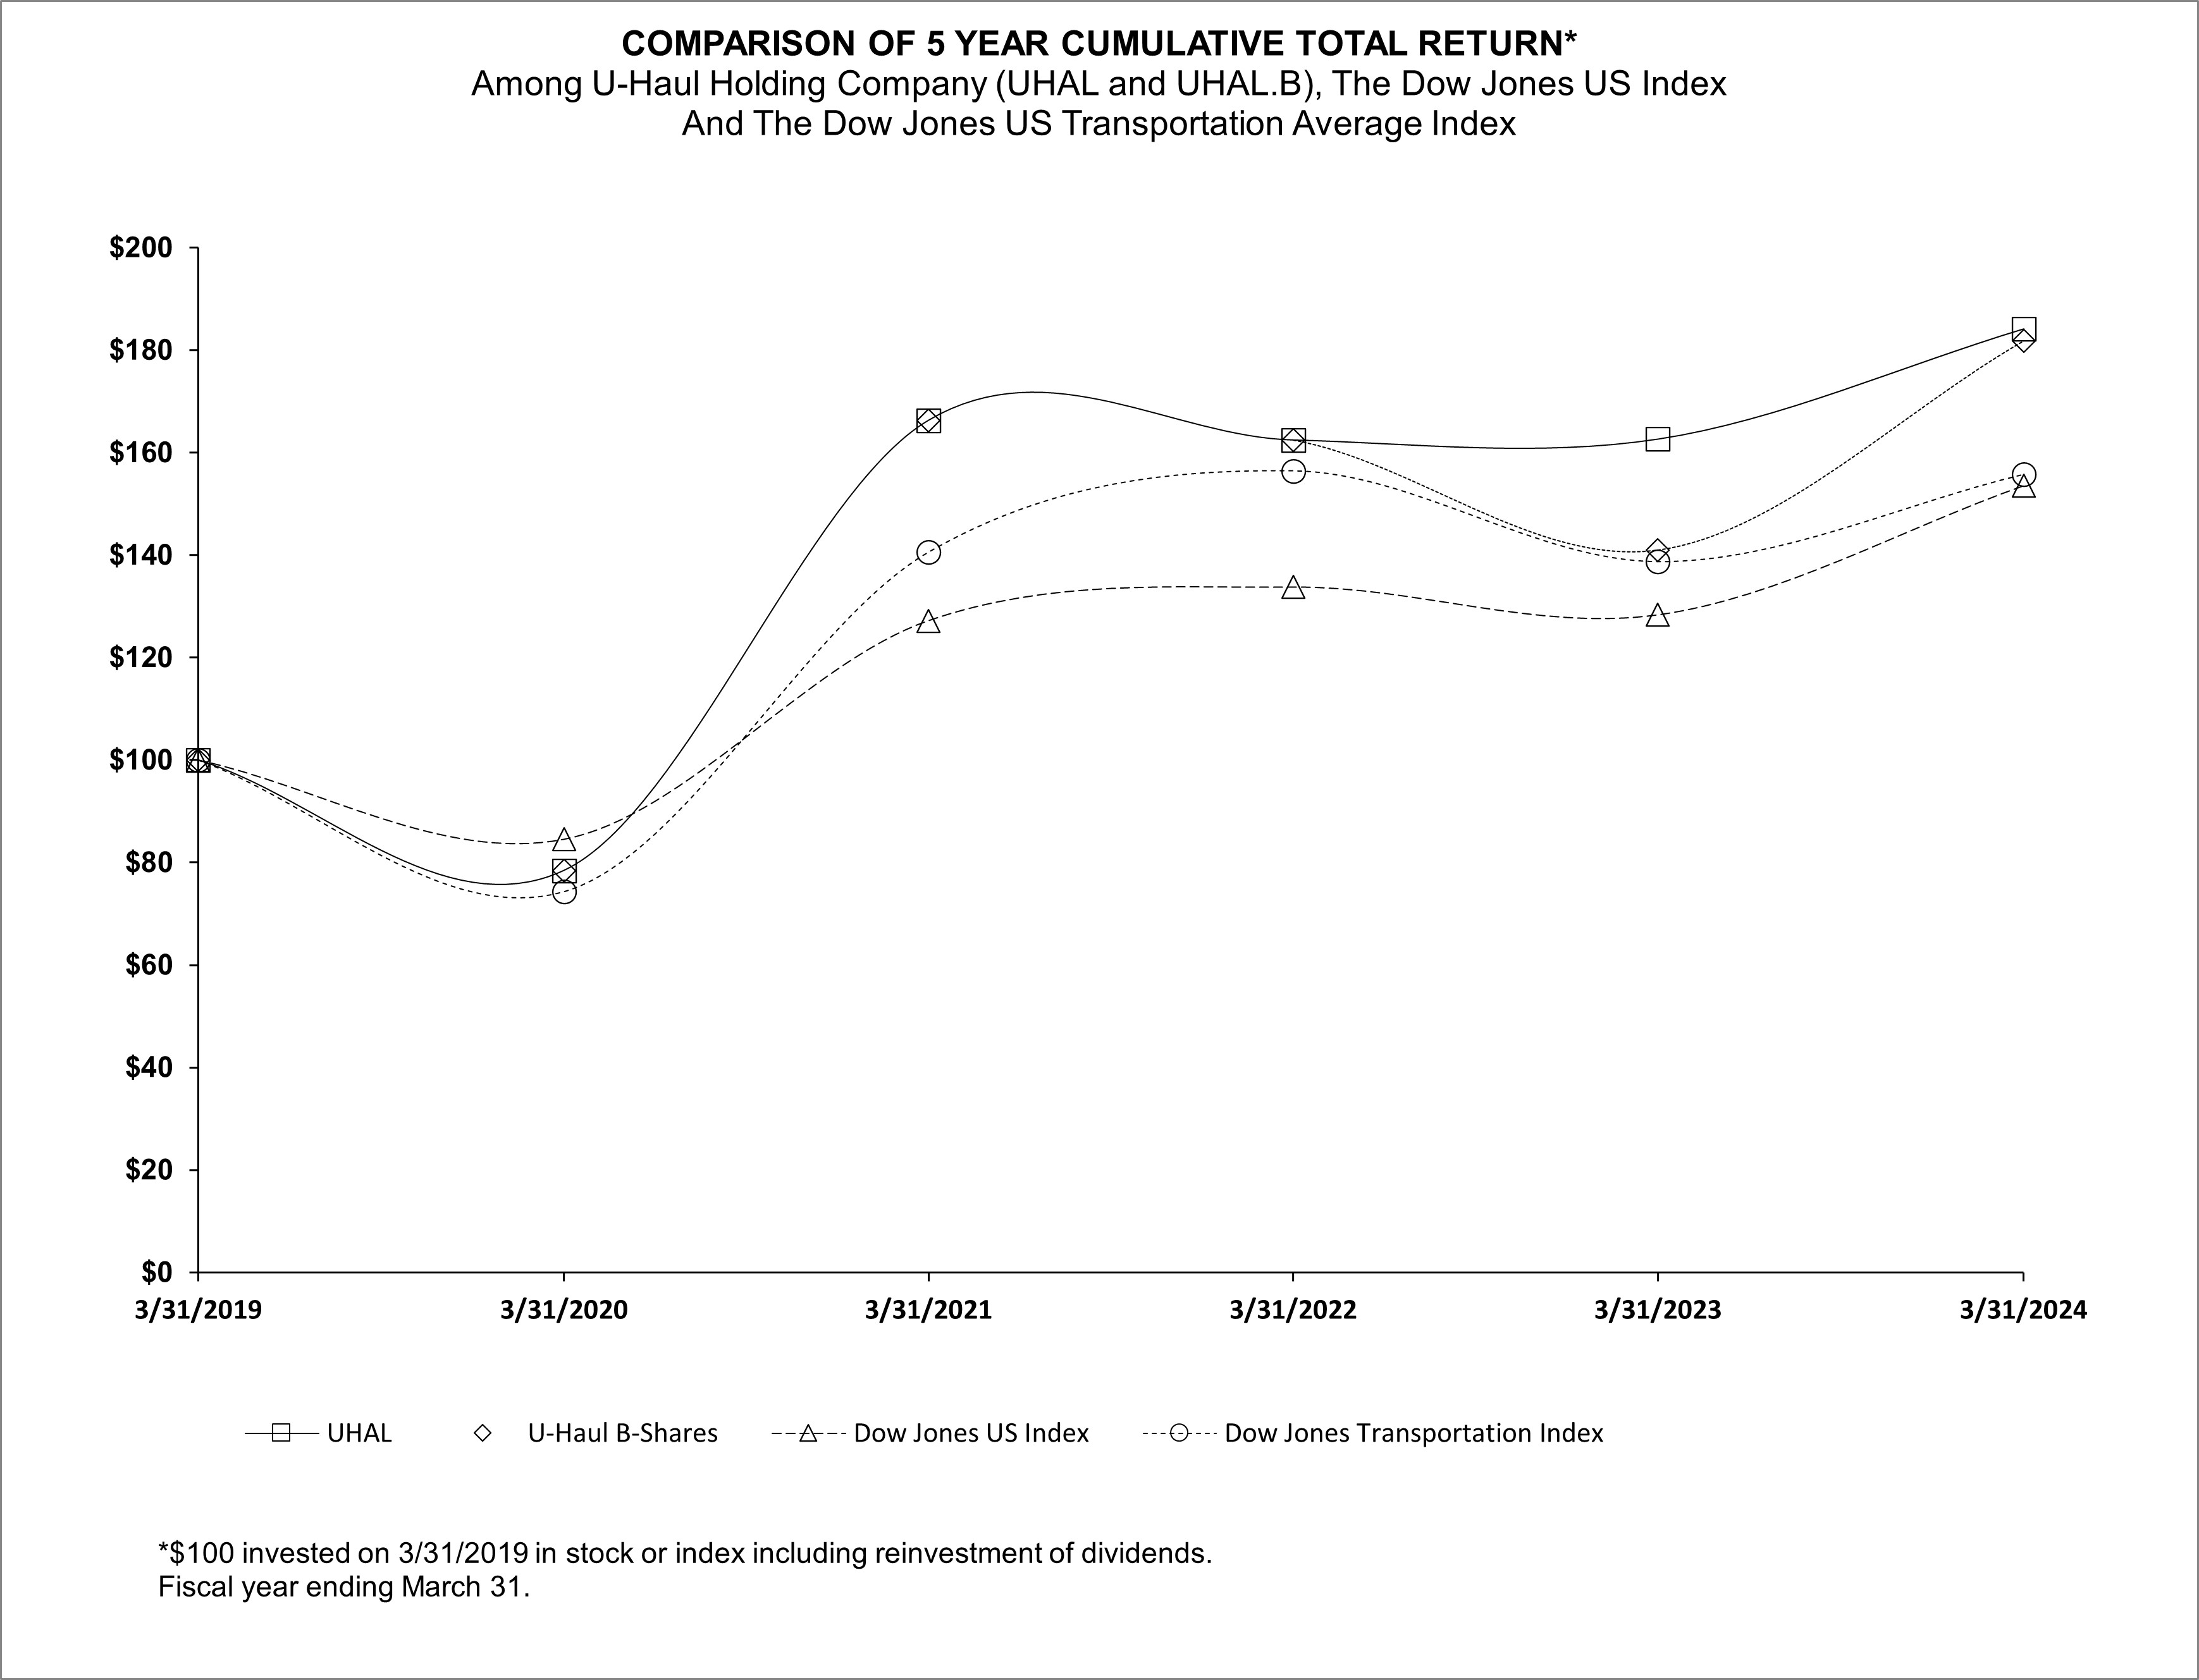 COMPARISON OF 5 YEAR CUMULATIVE TOTAL RETURN*
Among U-Haul Holding Company (UHAL and UHAL.B), The Dow Jones US Index
And The Dow Jones US Transportation Average Index
$200
$180
$160
$140
$120
$100
$80
$60
$40
$20
$0
3/31/2019 3/31/2020 3/31/2021 3/31/2022 3/31/2023 3/31/2024
UHAL U-Haul B-Shares Dow Jones US Index Dow Jones Transportation Index
*$100 invested on 3/31/2019 in stock or index including reinvestment of dividends.
Fiscal year ending March 31.